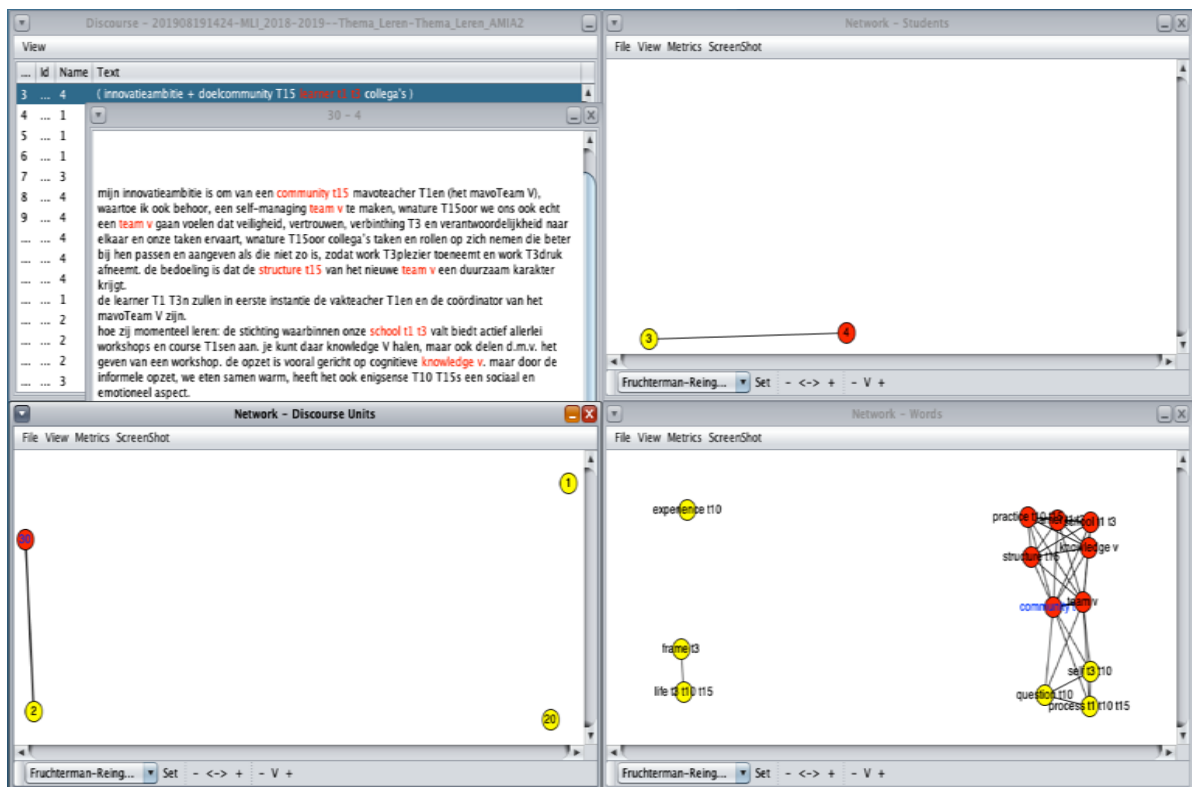 Discourse - 201908191424-MLI_2018-2019--Thema_Leren-Thema_Leren_AMIA2
View
... Id Name Text
3 ... 4 ( innovatieambitie + doelcommunity T15 collega's )
4 ... 1
5 ... 1
6 ... 1
7 ... 3
8 ... 4
9 ... 4
... ... 4
... ... 4
... ... 4
... ... 1
... ... 2
... ... 2
... ... 2
... ... 3
30 - 4
mijn innovatieambitie is om van een community t15 mavoteacher T1en (het mavoTeam V),
waartoe ik ook behoor, een self-managing team v te maken, wnature T15oor we ons ook echt
een team v gaan voelen dat veiligheid, vertrouwen, verbinthing T3 en verantwoordelijkheid naar
elkaar en onze taken ervaart, wnature T15oor collega's taken en rollen op zich nemen die beter
bij hen passen en aangeven als die niet zo is, zodat work T3plezier toeneemt en work T3druk
afneemt. de bedoeling is dat de structure t15 van het nieuwe team v een duurzaam karakter
krijgt.
de learner T1 T3n zullen in eerste instantie de vakteacher T1en en de coördinator van het
mavoTeam V zijn.
hoe zij momenteel leren: de stichting waarbinnen onze school t1 t3 valt biedt actief allerlei
workshops en course T1sen aan. je kunt daar knowledge V halen, maar ook delen d.m.v. het
geven van een workshop. de opzet is vooral gericht op cognitieve knowledge v. maar door de
informele opzet, we eten samen warm, heeft het ook enigsense T10 T15s een sociaal en
emotioneel aspect.
Network - Students
File View Metrics ScreenShot
3
4
Fruchterman-Reing... Set - <-> + - V +
Network - Discourse Units
File View Metrics ScreenShot
1
30
2
20
Fruchterman-Reing... Set - <-> + - V +
Network - Words
File View Metrics ScreenShot
experience t10
practice t10
school t1 t3
knowledge v
structure t15
community
team v
frame t3
self t3 t10
life t3 t10 t15
question t10
process t1 t10 t15
Fruchterman-Reing... Set - <-> + - V +